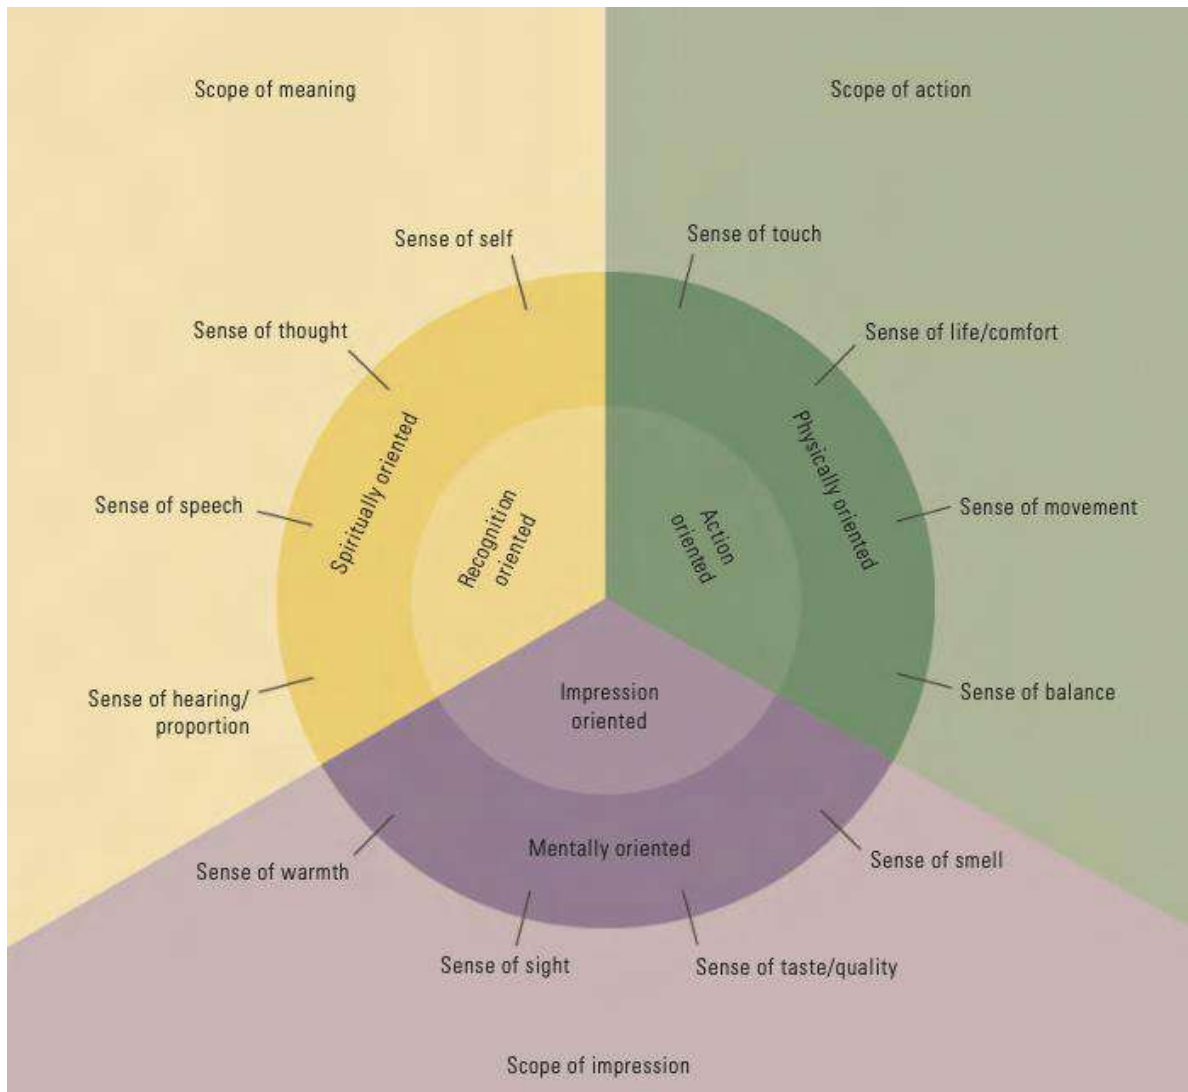 Scope of meaning
Scope of action
Sense of self
Sense of touch
Sense of thought
Sense of life/comfort
Spiritually oriented
Physically oriented
Sense of speech
Sense of movement
Recognition
oriented
Action
oriented
Sense of hearing/
proportion
Impression
oriented
Sense of balance
Mentally oriented
Sense of warmth
Sense of smell
Sense of sight
Sense of taste/quality
Scope of impression